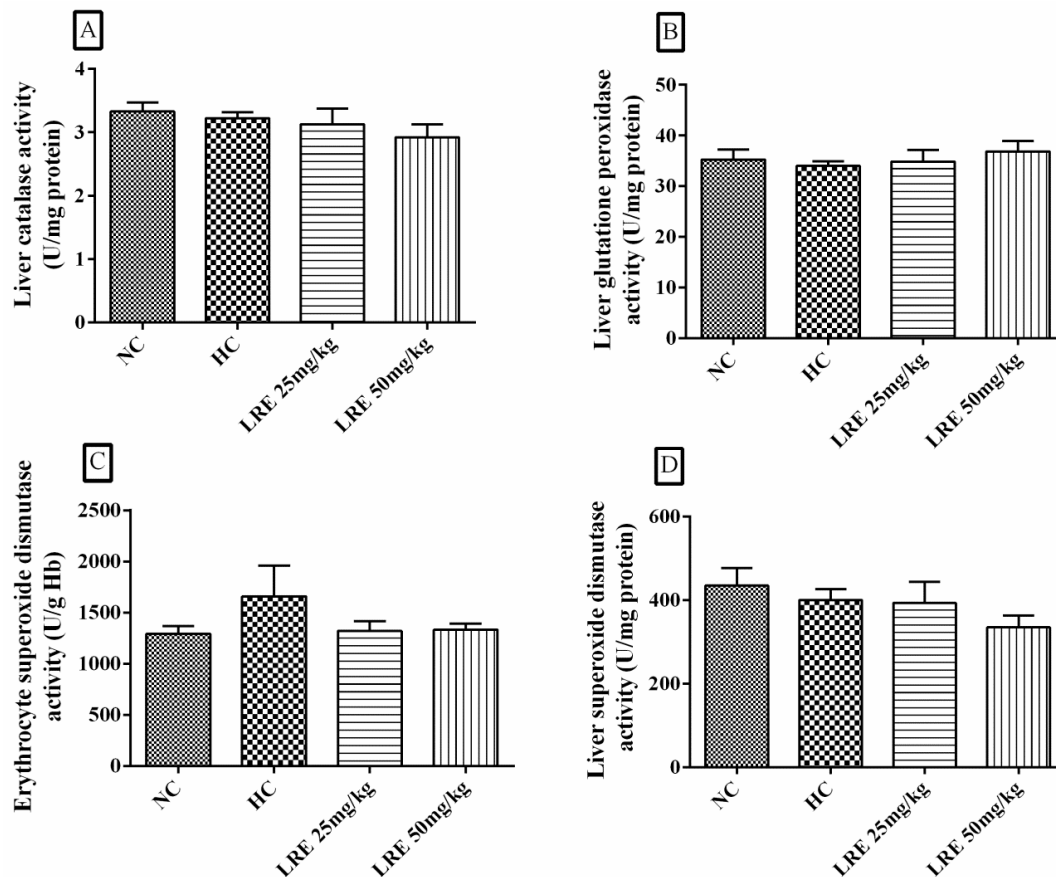 A
Liver catalase activity
(U/mg protein)
4
3
2
1
0
NC
HC
LRE 25mg/kg
LRE 50mg/kg
B
Liver glutatione peroxidase
activity (U/mg protein)
50
40
30
20
10
0
NC
HC
LRE 25mg/kg
LRE 50mg/kg
C
Erythrocyte superoxide dismutase
activity (U/g Hb)
2500
2000
1500
1000
500
0
NC
HC
LRE 25mg/kg
LRE 50mg/kg
D
Liver superoxide dismutase
activity (U/mg protein)
600
400
200
0
NC
HC
LRE 25mg/kg
LRE 50mg/kg